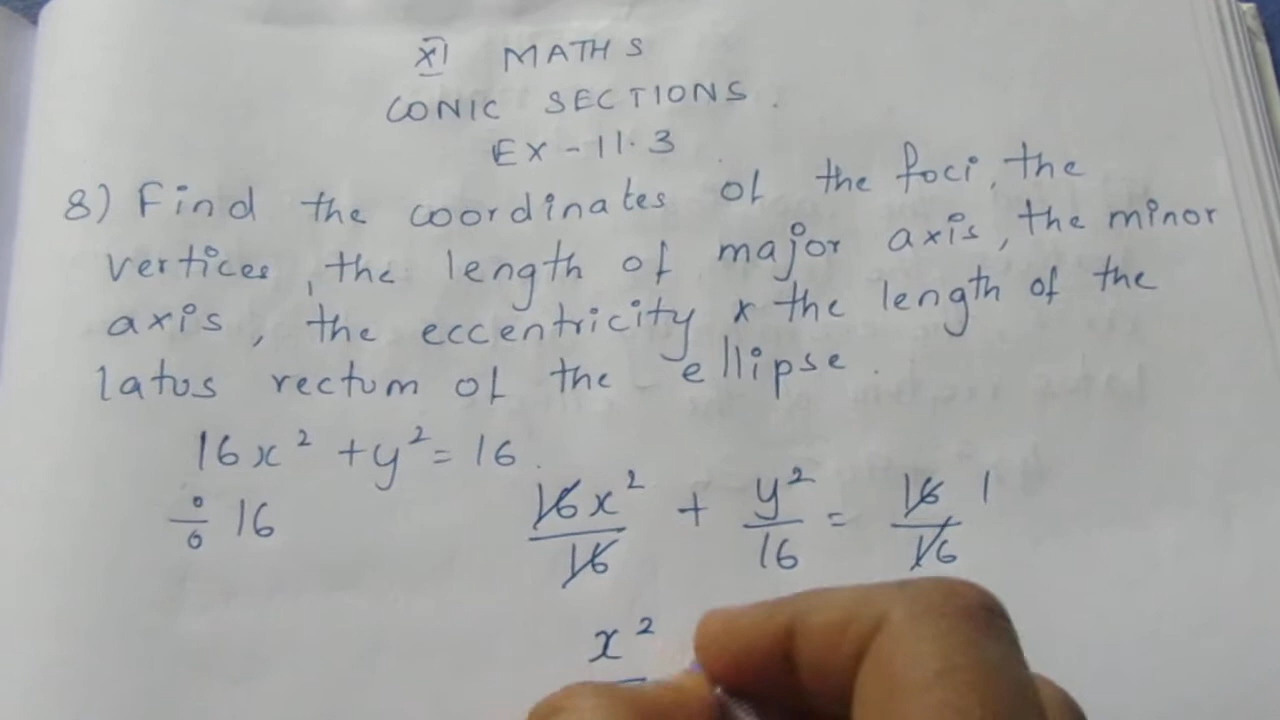 XI MATHS
CONIC SECTIONS.
EX - 11.3
8) Find the coordinates of the foci, the
vertices, the length of major axis, the minor
axis, the eccentricity & the length of the
latus rectum of the ellipse.
16x² + y² = 16.
÷ 16 16x²/16 + y²/16 = 16/16 1
x²